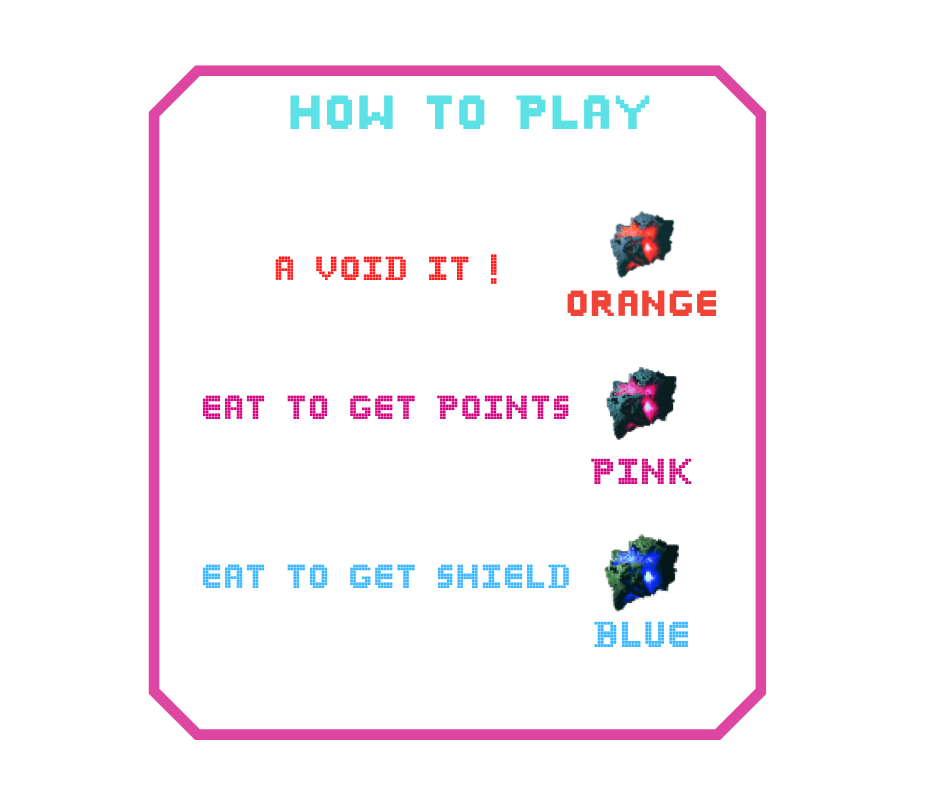 HOW TO PLAY
A VOID IT !
ORANGE
EAT TO GET POINTS
PINK
EAT TO GET SHIELD
BLUE